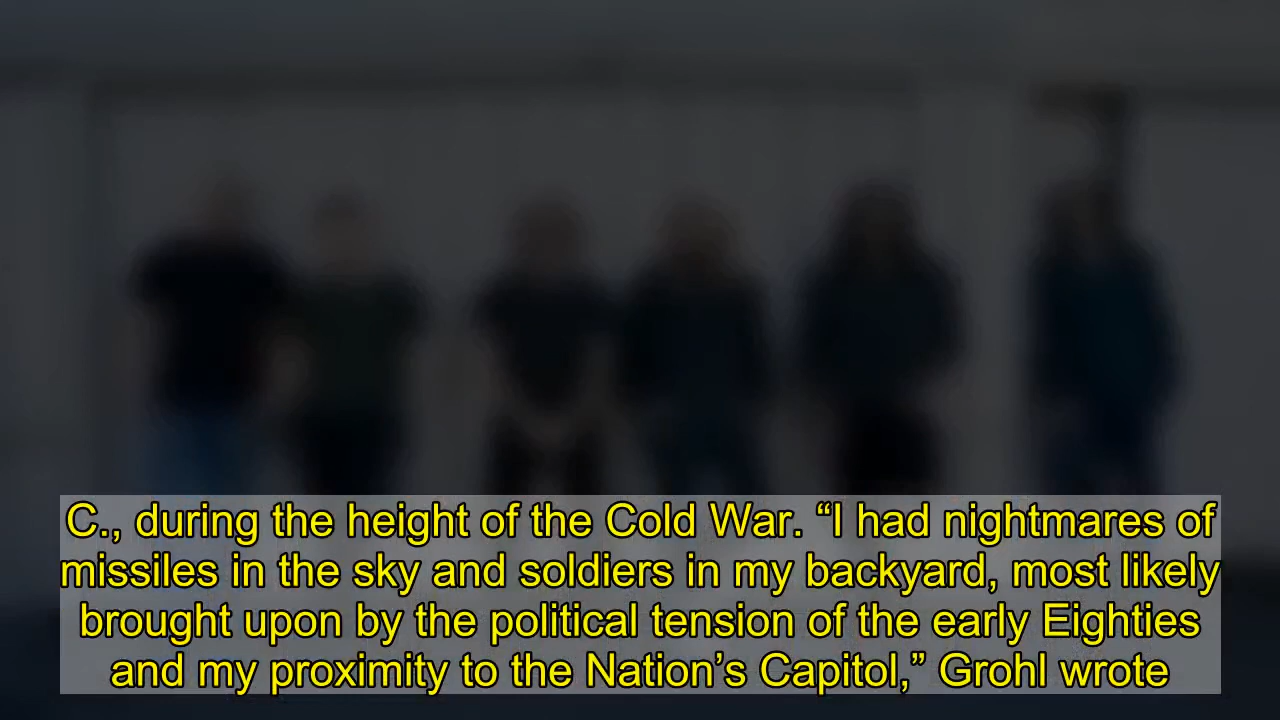 C., during the height of the Cold War. “I had nightmares of
missiles in the sky and soldiers in my backyard, most likely
brought upon by the political tension of the early Eighties
and my proximity to the Nation’s Capitol,” Grohl wrote